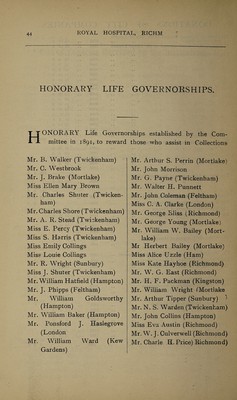 44 ROYAL HOSPITAL, RICHM
HONORARY LIFE GOVERNORSHIPS.
HONORARY Life Governorships established by the Committee in 1891, to reward those who assist in Collections
Mr. B. Walker (Twickenham)
Mr. C. Westbrook
Mr. J. Brake (Mortlake)
Miss Ellen Mary Brown
Mr. Charles Shuter (Twickenham)
Mr. Charles Shore (Twickenham)
Mr. A. R. Stead (Twickenham)
Miss E. Percy (Twickenham)
Miss S. Harris (Twickenham)
Miss Emily Collings
Miss Louie Collings
Mr. R. Wright (Sunbury)
Miss J. Shuter (Twickenham)
Mr. William Hatfield (Hampton)
Mr. J. Phipps (Feltham)
Mr. William Goldsworthy
(Hampton)
Mr. William Baker (Hampton)
Mr. Ponsford J. Haslegrove
(London
Mr. William Ward (Kew
Gardens)
Mr. Arthur S. Perrin (Mortlake)
Mr. John Morrison
Mr. G. Payne (Twickenham)
Mr. Walter H. Punnett
Mr. John Coleman (Feltham)
Miss C. A. Clarke (London)
Mr. George Sliss (Richmond)
Mr. George Young (Mortlake)
Mr. William W. Bailey (Mortlake)
Mr Herbert Bailey (Mortlake)
Miss Alice Uzzle (Ham)
Miss Kate Hayhoe (Richmond)
Mr. W. G. East (Richmond)
Mr. H. F. Packman (Kingston)
Mr. William Wright (Mortlake
Mr. Arthur Tipper (Sunbury)
Mr. N. S. Warden (Twickenham)
Mr. John Collins (Hampton)
Miss Eva Austin (Richmond)
Mr. W. J. Culverwell (Richmond)
Mr. Charle H. Price) Richmond)